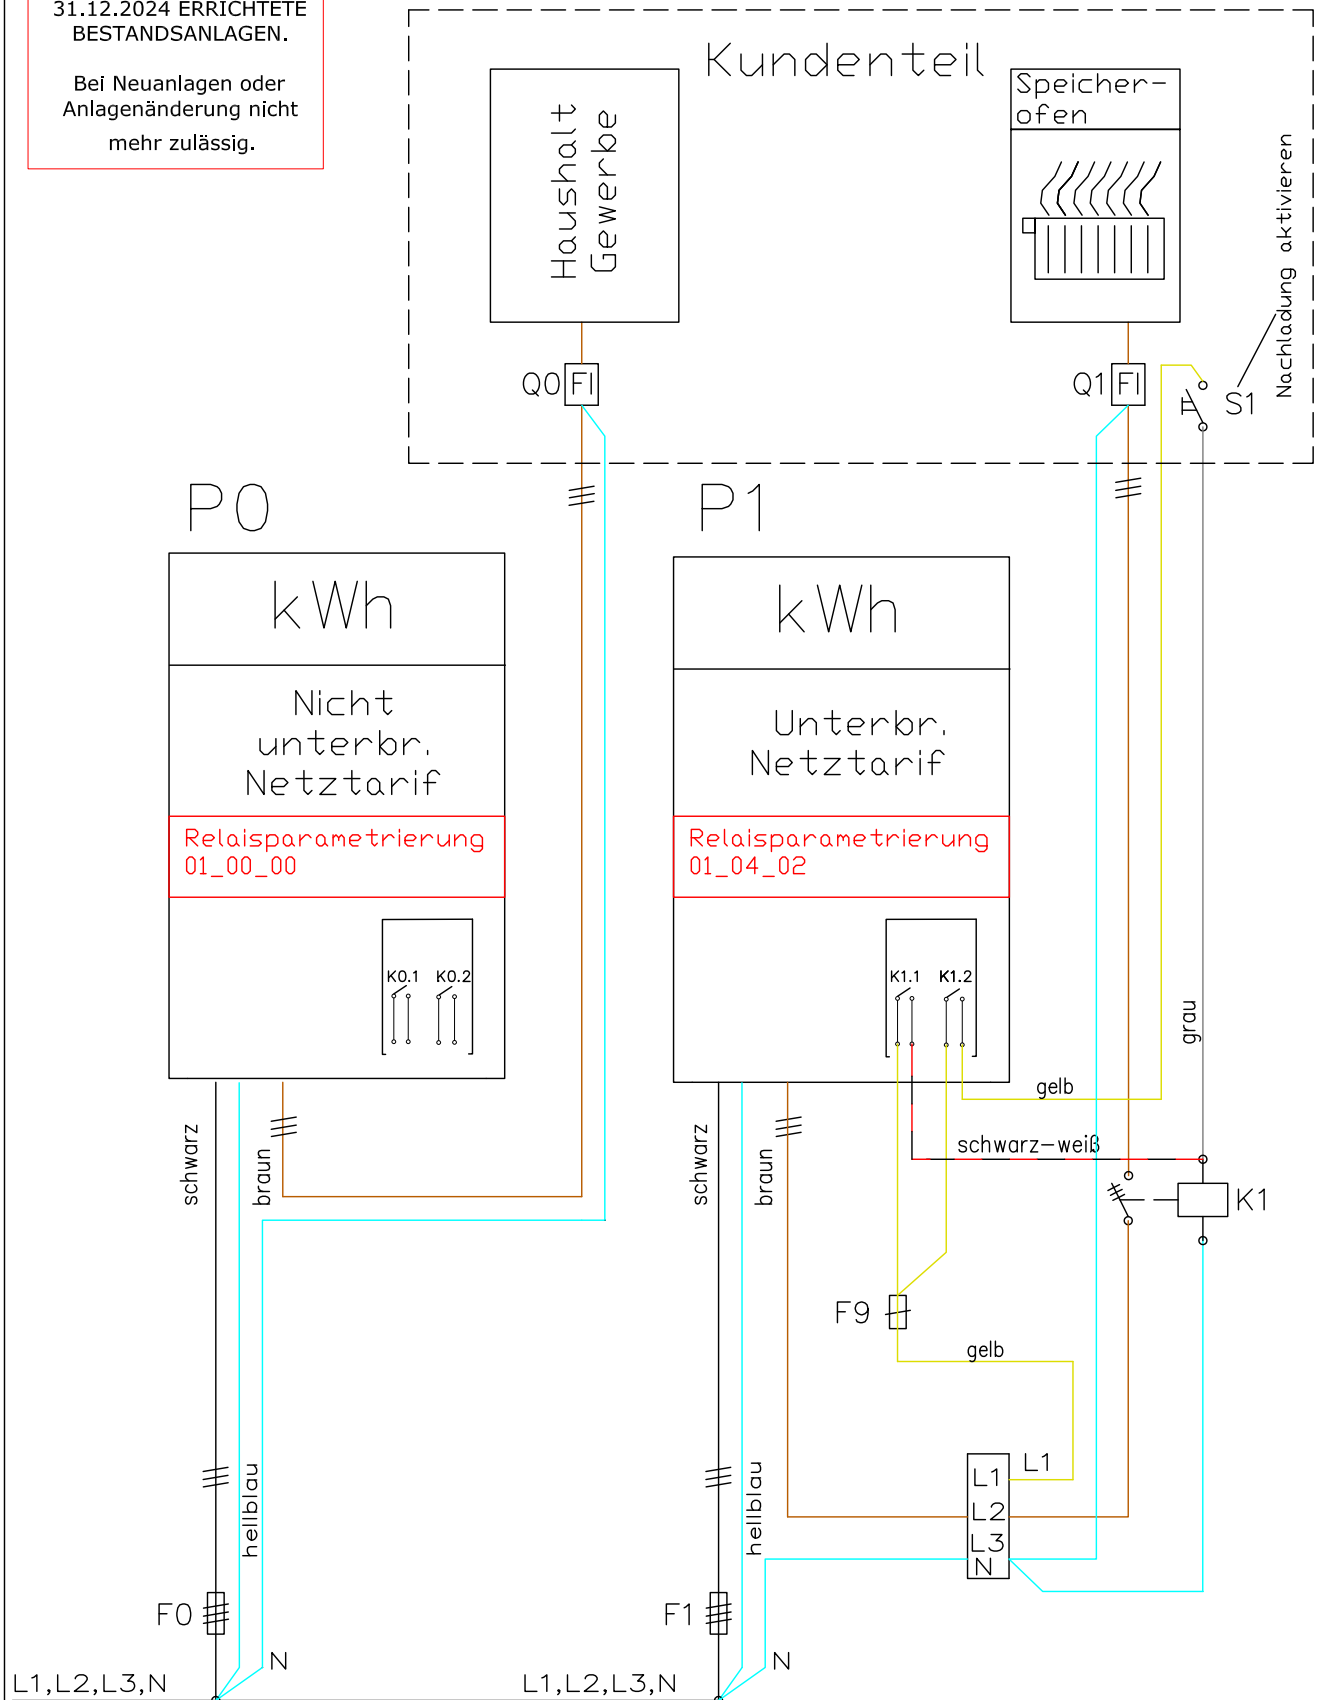 31.12.2024 ERRICHTETE
BESTANDSANLAGEN.
Bei Neuanlagen oder
Anlagenänderung nicht
mehr zulässig.
Kundenteil
Haushalt
Gewerbe
Speicher-
ofen
Nachladung aktivieren
Q0 FI
Q1 FI
S1
P0
P1
kWh
kWh
Nicht
unterbr.
Netztarif
Unterbr.
Netztarif
Relaisparametrierung
01_00_00
Relaisparametrierung
01_04_02
K0.1 K0.2
K1.1 K1.2
grau
gelb
schwarz
braun
schwarz
braun
schwarz-weiß
K1
F9
gelb
hellblau
hellblau
L1
L1
L2
L3
N
F0
F1
N
N
L1,L2,L3,N
L1,L2,L3,N